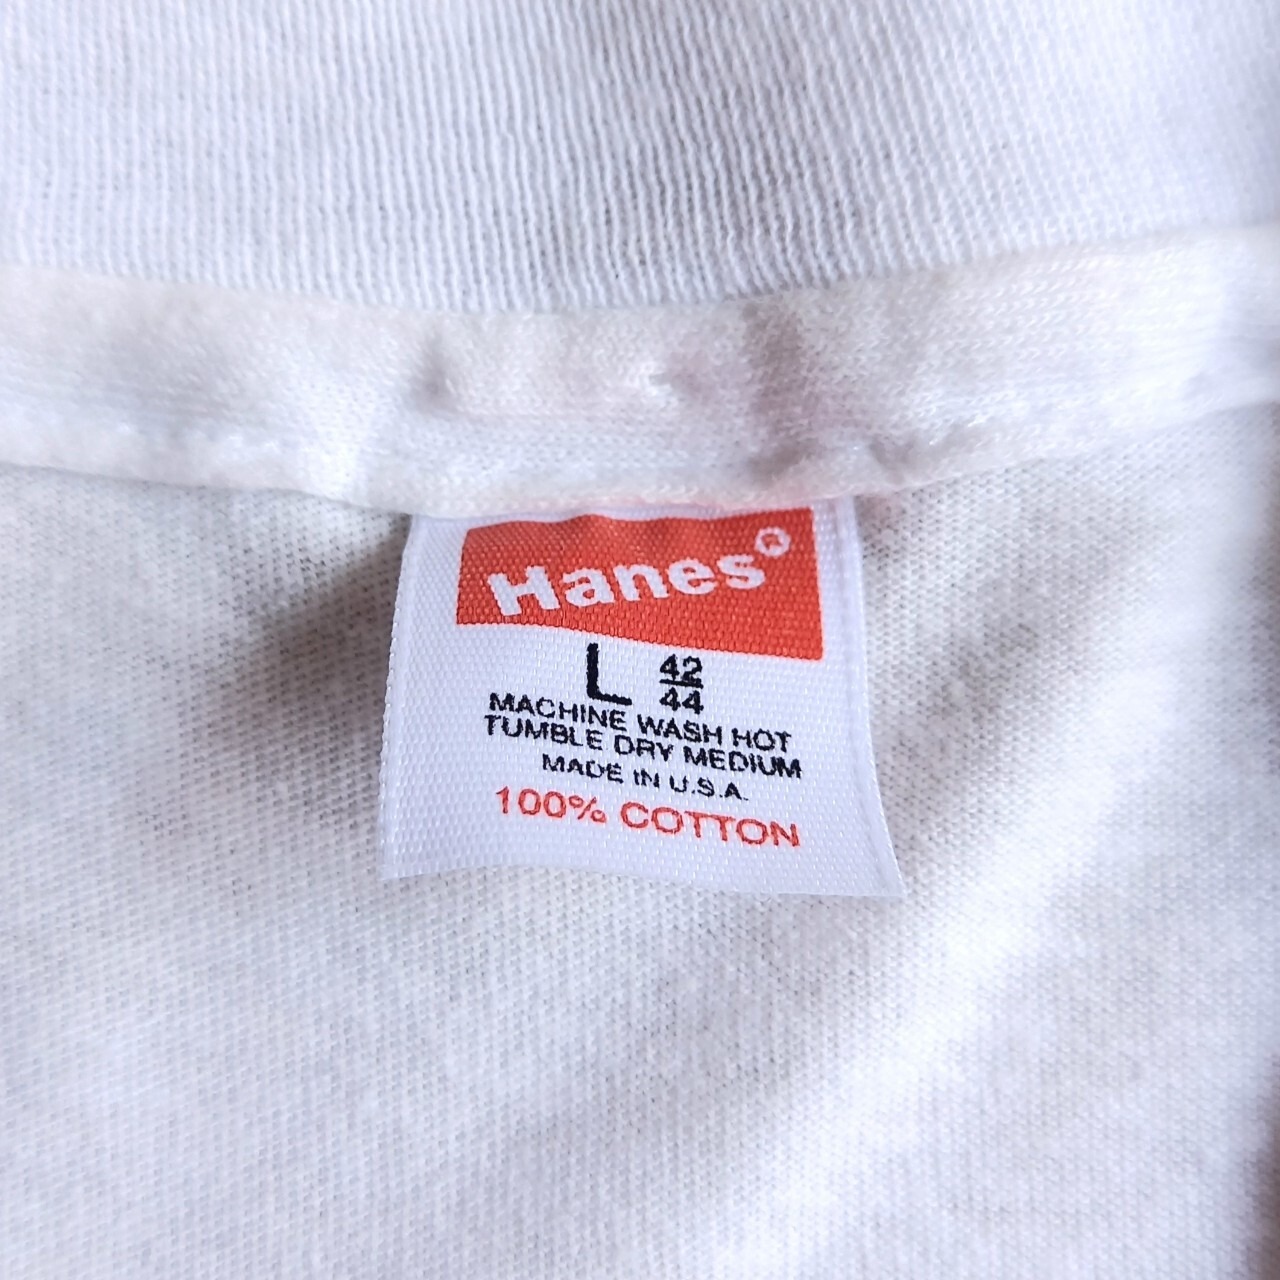 Hanes®
L 42/44
MACHINE WASH HOT
TUMBLE DRY MEDIUM
MADE IN U.S.A.
100% COTTON